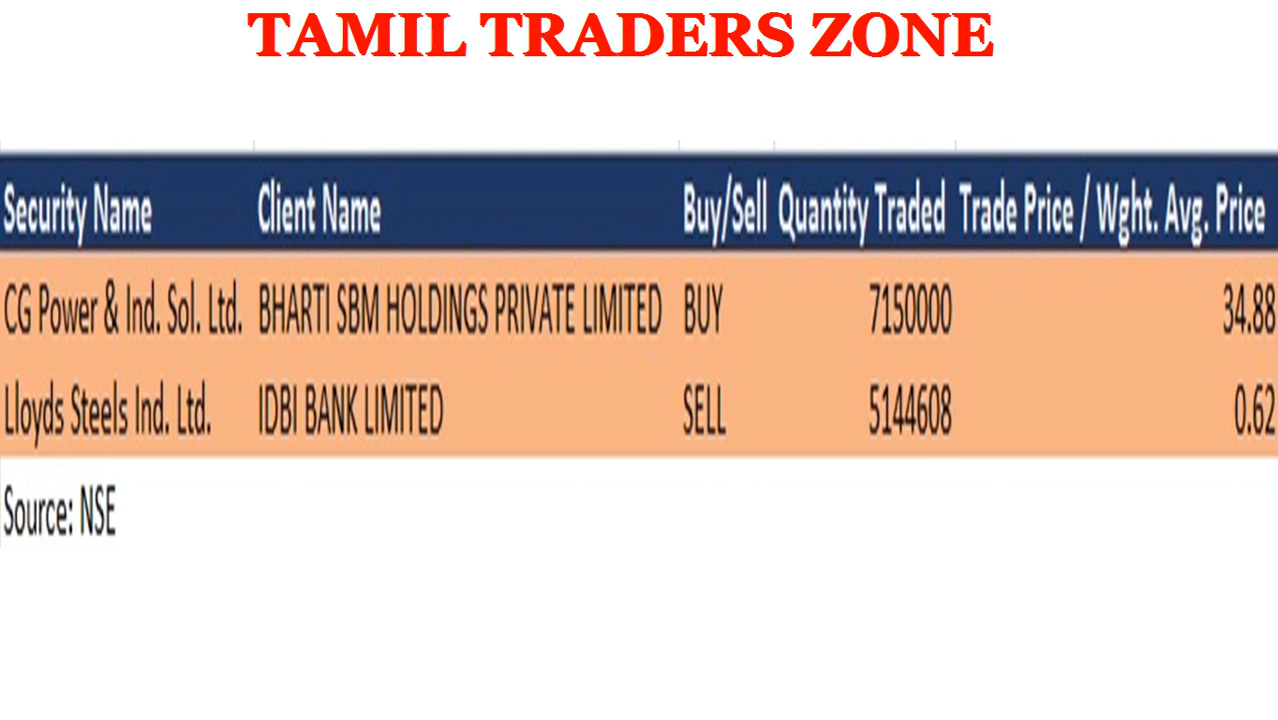 TAMIL TRADERS ZONE
Security Name Client Name Buy/Sell Quantity Traded Trade Price / Wght. Avg. Price
CG Power & Ind. Sol. Ltd. BHARTI SBM HOLDINGS PRIVATE LIMITED BUY 7150000 34.88
Lloyds Steels Ind. Ltd. IDBI BANK LIMITED SELL 5144608 0.62
Source: NSE